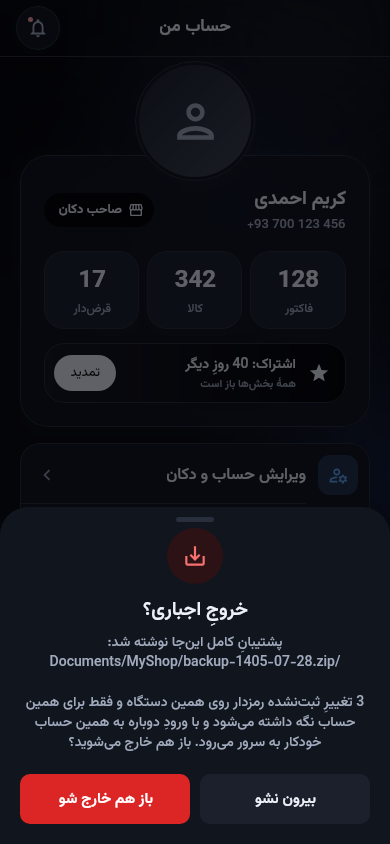 حساب من
کریم احمدی
+93 700 123 456
صاحب دکان
128
فاکتور
342
کالا
17
قرض‌دار
اشتراک: 40 روزِ دیگر
همهٔ بخش‌ها باز است
تمدید
ویرایش حساب و دکان
خروجِ اجباری؟
پشتیبانِ کامل این‌جا نوشته شد:
Documents/MyShop/backup-1405-07-28.zip/
3 تغییرِ ثبت‌نشده رمزدار روی همین دستگاه و فقط برای همین
حساب نگه داشته می‌شود و با ورودِ دوباره به همین حساب
خودکار به سرور می‌رود. باز هم خارج می‌شوید؟
بیرون نشو
باز هم خارج شو